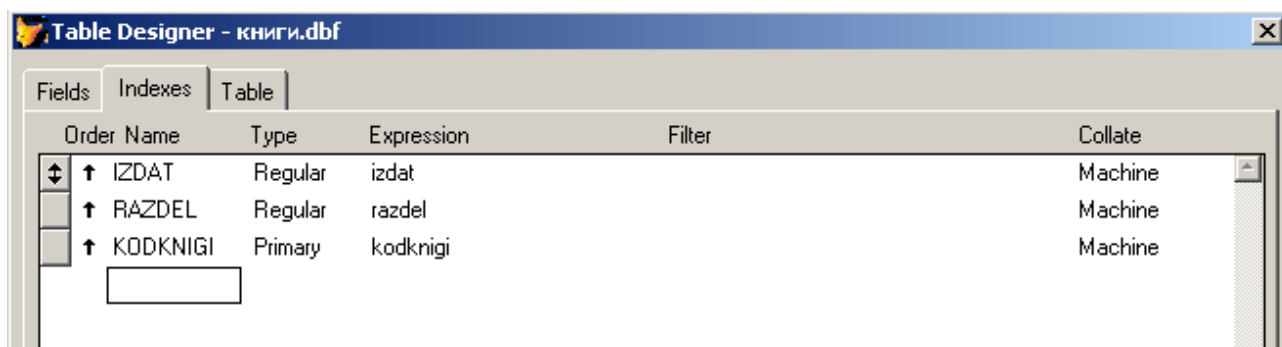 Table Designer - книги.dbf
Fields Indexes Table
Order Name Type Expression Filter Collate
IZDAT Regular izdat Machine
RAZDEL Regular razdel Machine
KODKNIGI Primary kodknigi Machine